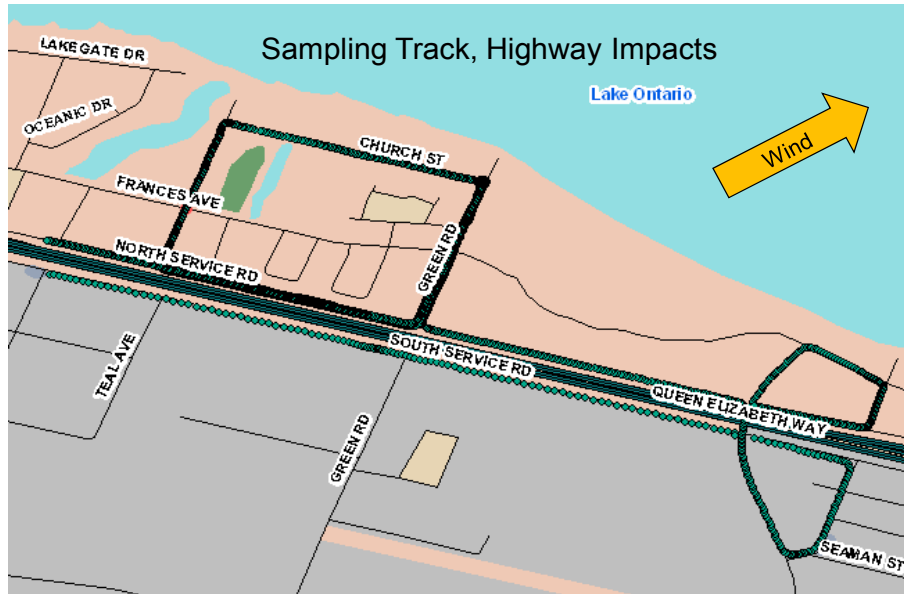 Sampling Track, Highway Impacts
LAKEGATE DR
Lake Ontario
OCEANIC DR
Wind
CHURCH ST
FRANCES AVE
GREEN RD
NORTH SERVICE RD
TEAL AVE
SOUTH SERVICE RD
QUEEN ELIZABETH WAY
GREEN RD
SEAMAN ST